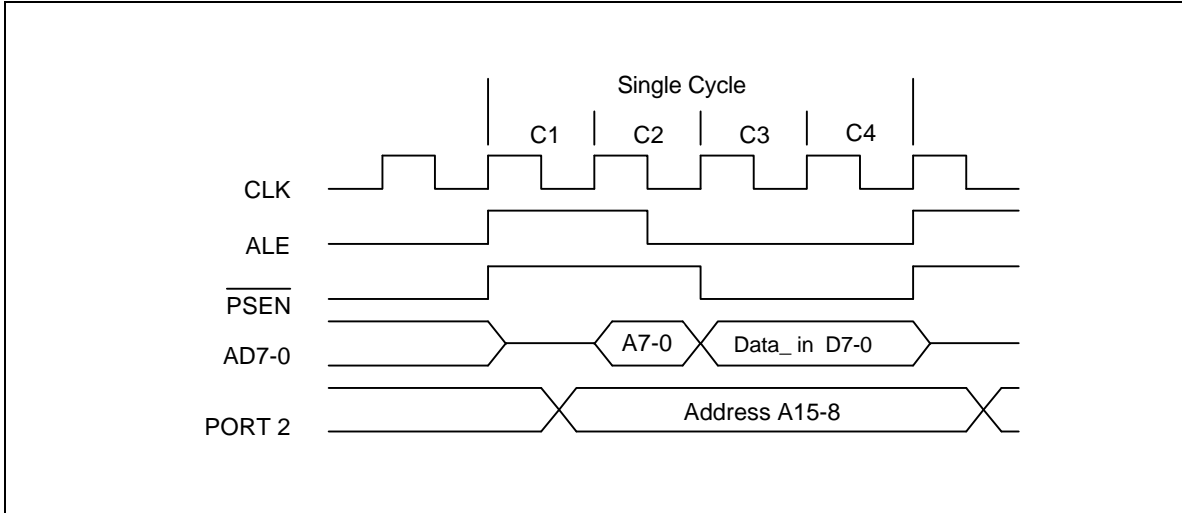 Single Cycle
C1 C2 C3 C4
CLK
ALE
PSEN
AD7-0 A7-0 Data_ in D7-0
PORT 2 Address A15-8